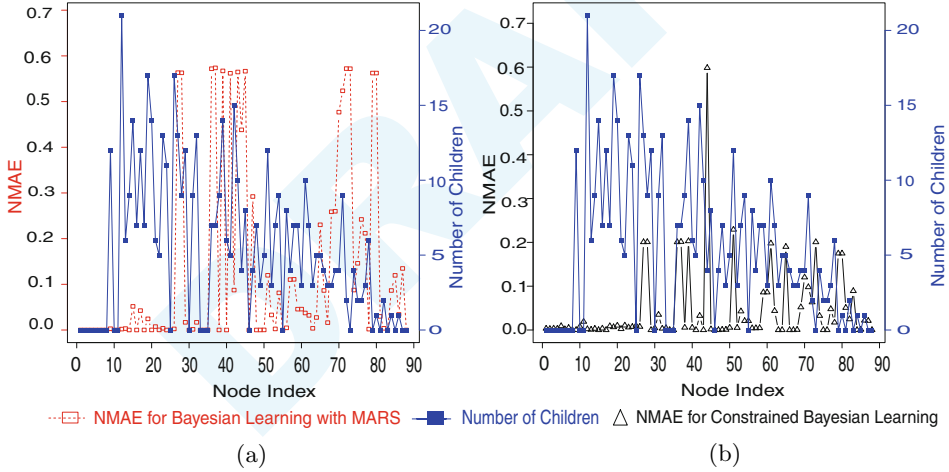 0.7
0.6
0.5
0.4
0.3
0.2
0.1
0.0
NMAE
20
15
10
5
0
Number of Children
0 10 20 30 40 50 60 70 80 90
Node Index
0.7
0.6
0.5
0.4
0.3
0.2
0.1
0.0
NMAE
20
15
10
5
0
Number of Children
0 10 20 30 40 50 60 70 80 90
Node Index
NMAE for Bayesian Learning with MARS Number of Children NMAE for Constrained Bayesian Learning
(a) (b)